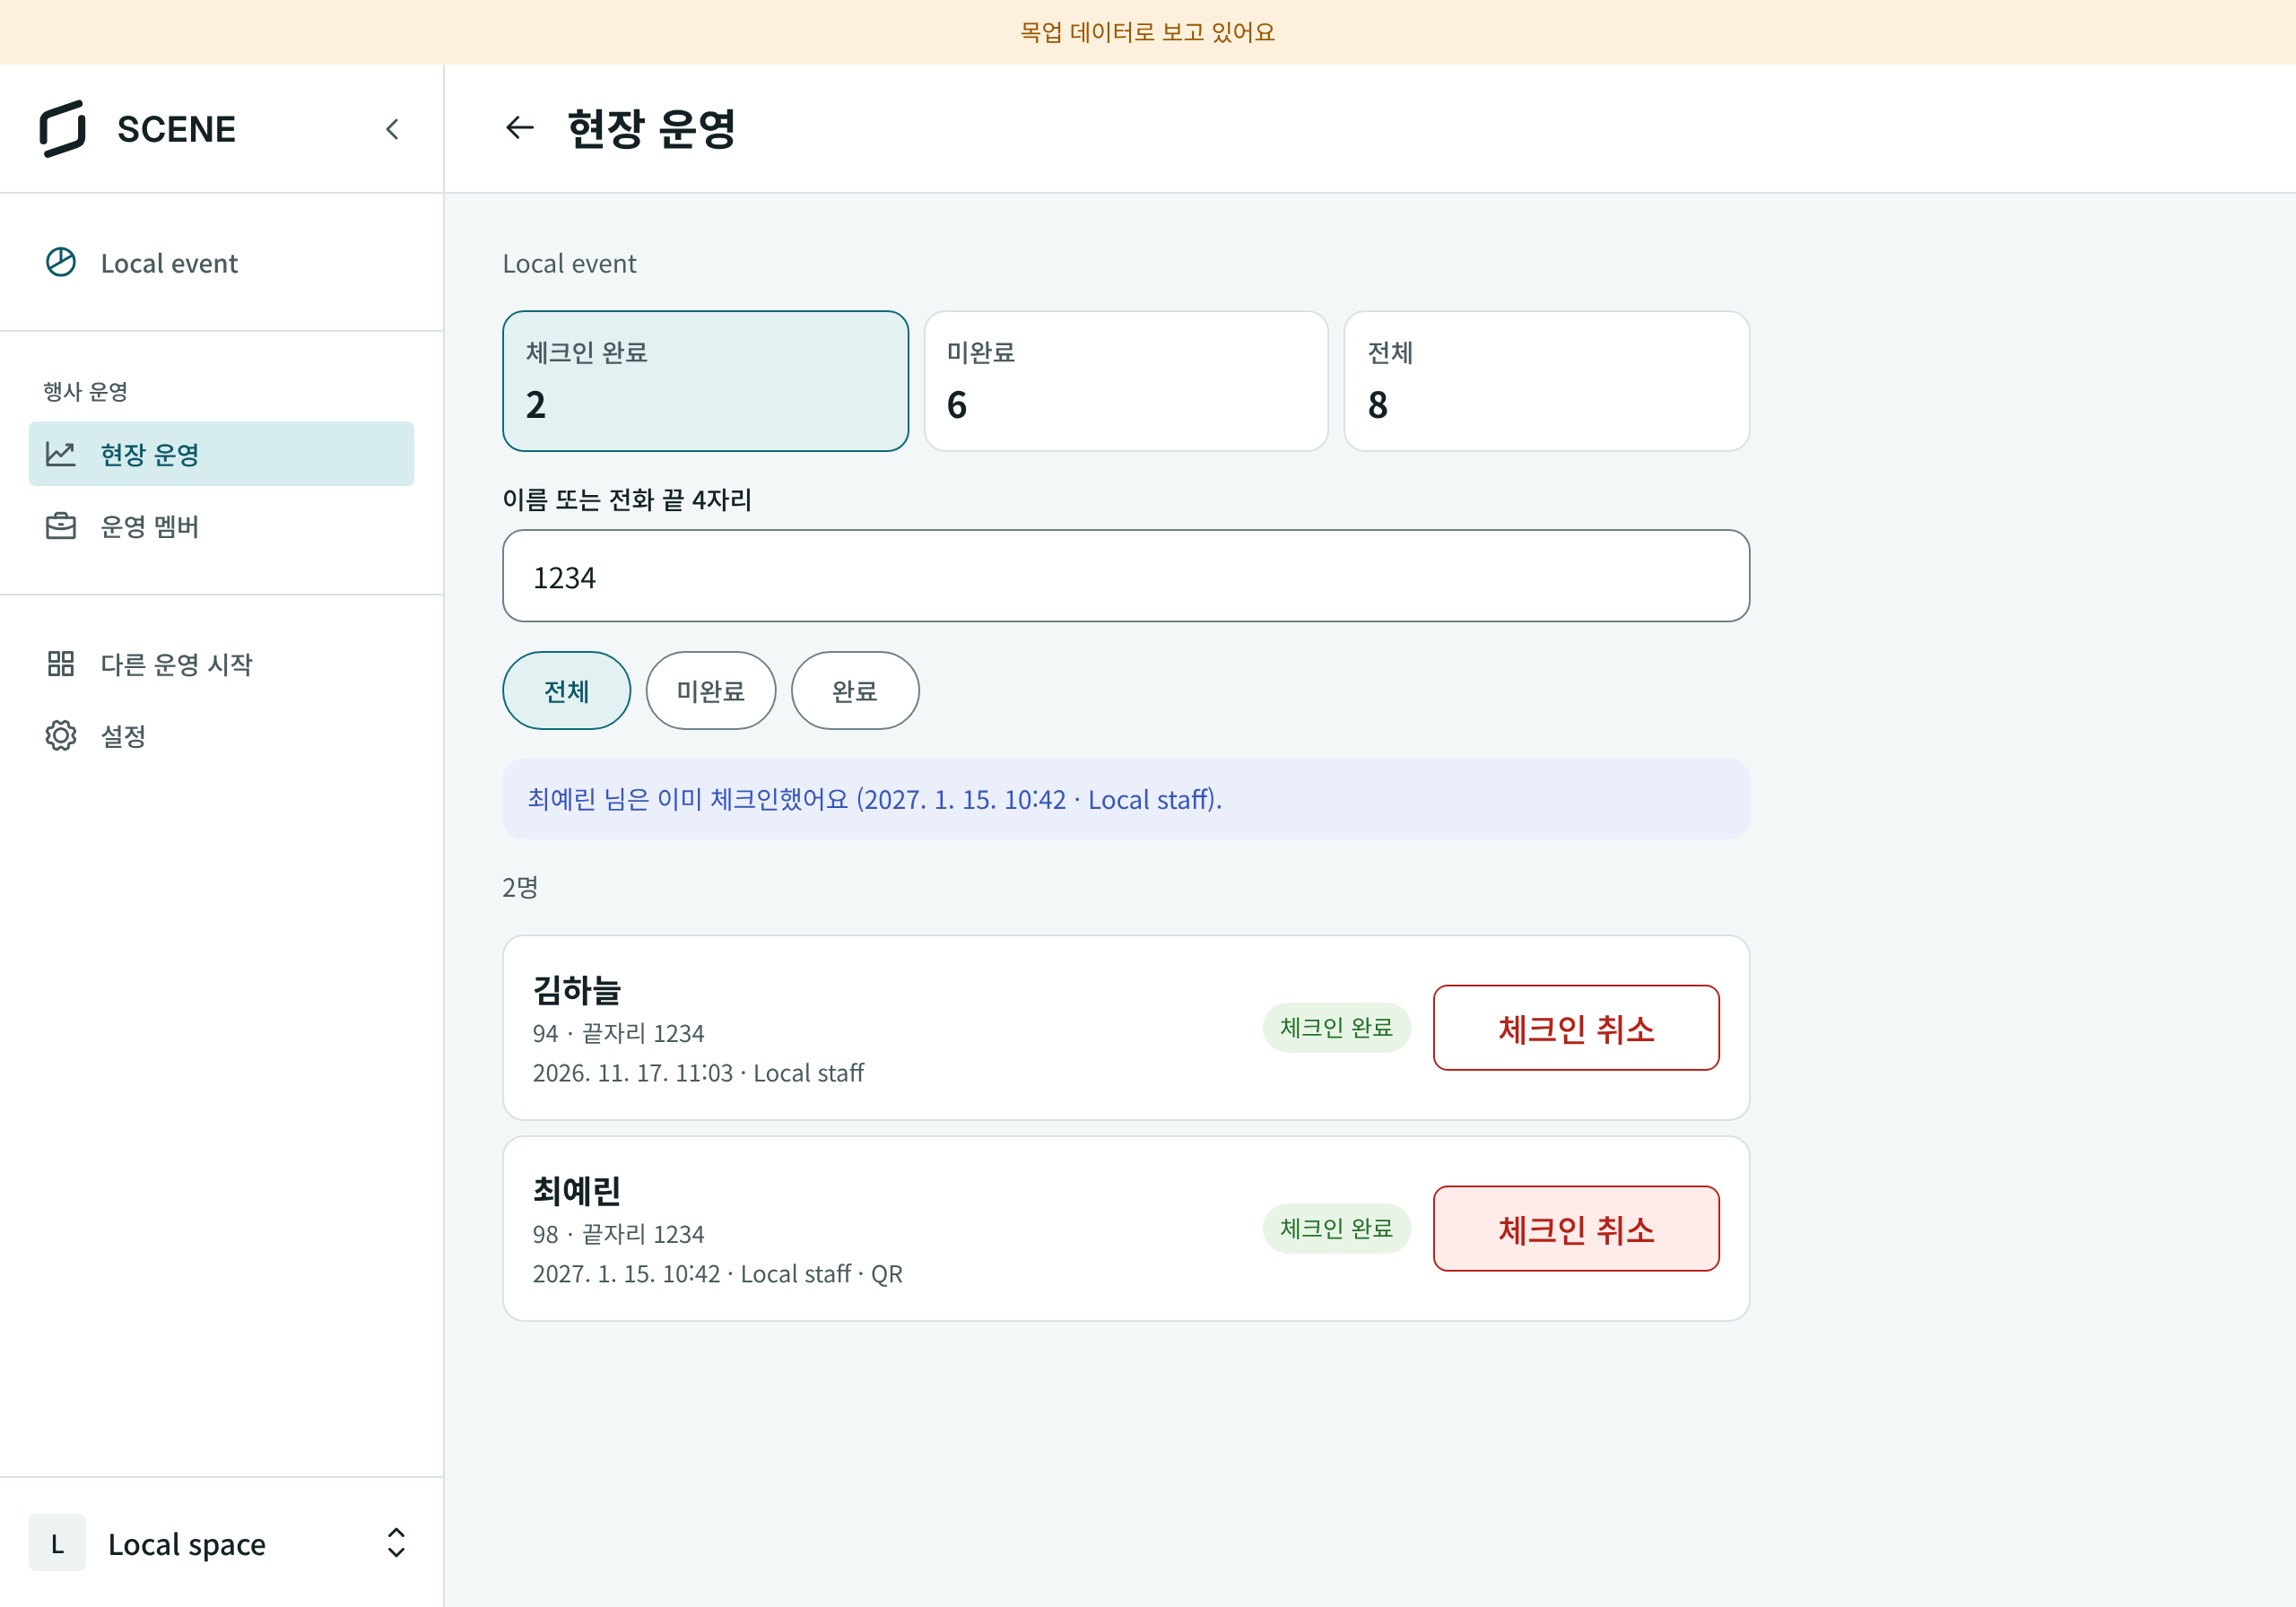 목업 데이터로 보고 있어요
SCENE
현장 운영
Local event
행사 운영
현장 운영
운영 멤버
다른 운영 시작
설정
L
Local space
Local event
체크인 완료
2
미완료
6
전체
8
이름 또는 전화 끝 4자리
1234
전체
미완료
완료
최예린 님은 이미 체크인했어요 (2027. 1. 15. 10:42 · Local staff).
2명
김하늘
94 · 끝자리 1234
2026. 11. 17. 11:03 · Local staff
체크인 완료
체크인 취소
최예린
98 · 끝자리 1234
2027. 1. 15. 10:42 · Local staff · QR
체크인 완료
체크인 취소